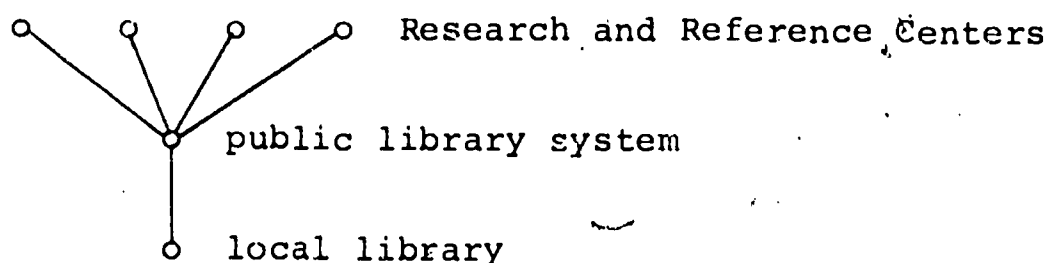 Research and Reference Centers
public library system
local library